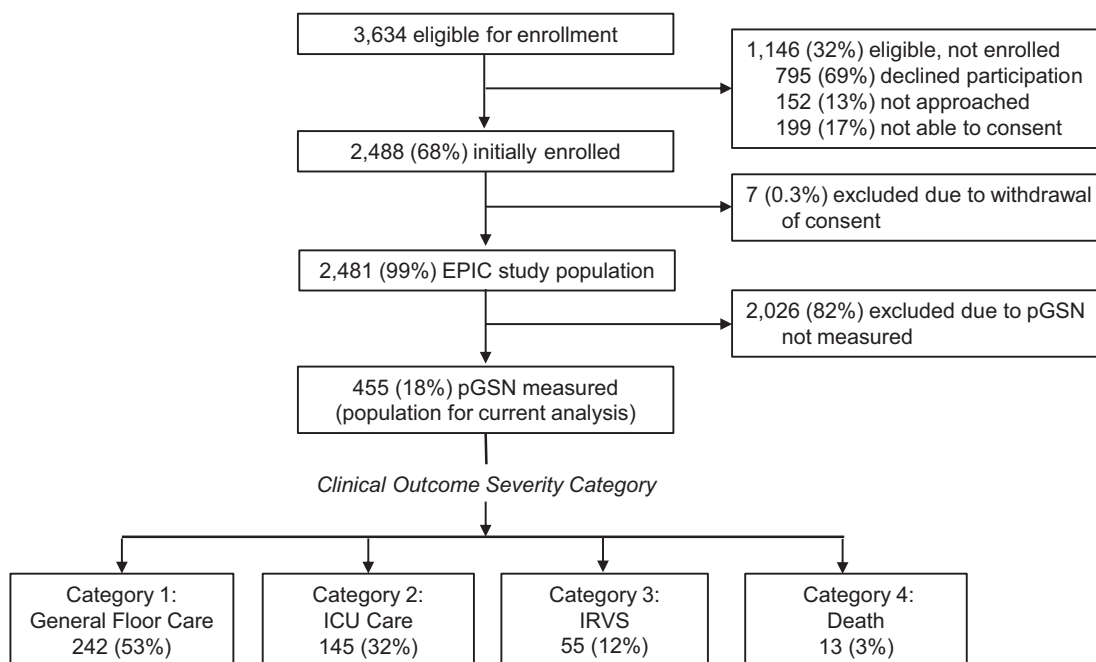 3,634 eligible for enrollment
1,146 (32%) eligible, not enrolled
795 (69%) declined participation
152 (13%) not approached
199 (17%) not able to consent
2,488 (68%) initially enrolled
7 (0.3%) excluded due to withdrawal
of consent
2,481 (99%) EPIC study population
2,026 (82%) excluded due to pGSN
not measured
455 (18%) pGSN measured
(population for current analysis)
Clinical Outcome Severity Category
Category 1:
General Floor Care
242 (53%)
Category 2:
ICU Care
145 (32%)
Category 3:
IRVS
55 (12%)
Category 4:
Death
13 (3%)